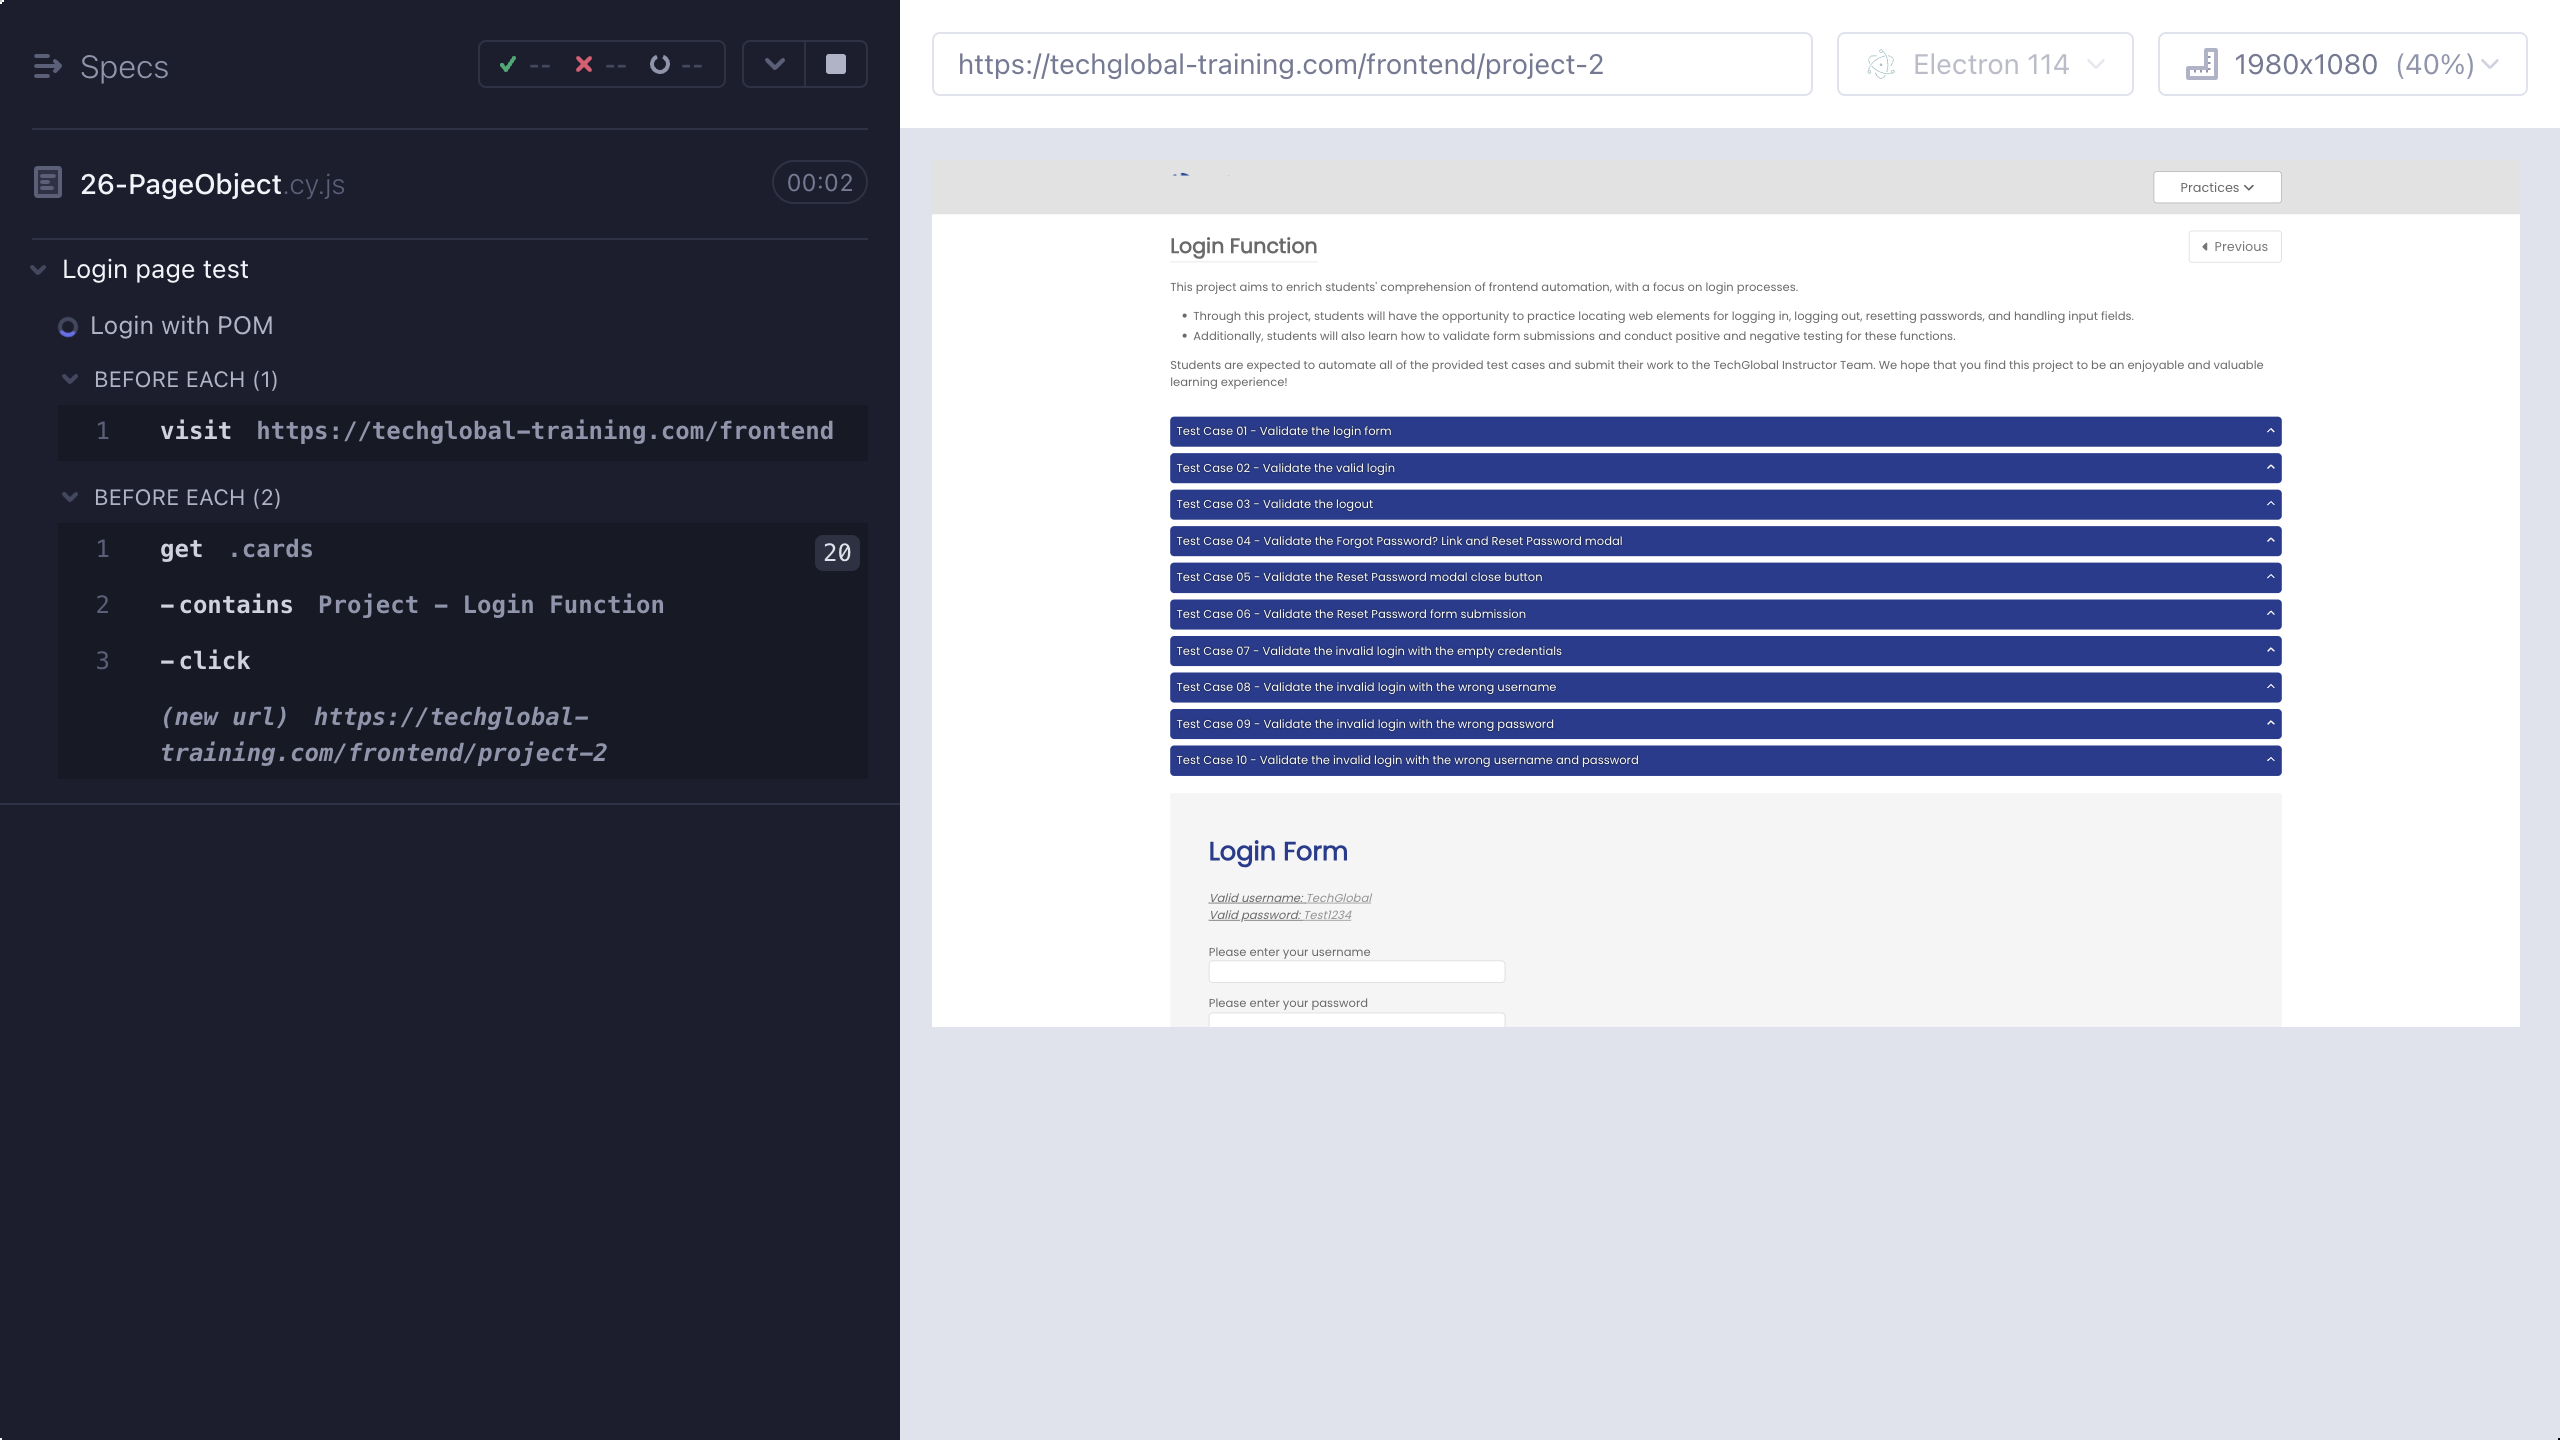 Specs
-- -- --
26-PageObject.cy.js
00:02
Login page test
Login with POM
BEFORE EACH (1)
1 visit https://techglobal-training.com/frontend
BEFORE EACH (2)
1 get .cards 20
2 -contains Project - Login Function
3 -click
(new url) https://techglobal-
training.com/frontend/project-2
https://techglobal-training.com/frontend/project-2
Electron 114
1980x1080 (40%)
Practices
Login Function
Previous
This project aims to enrich students' comprehension of frontend automation, with a focus on login processes.
• Through this project, students will have the opportunity to practice locating web elements for logging in, logging out, resetting passwords, and handling input fields.
• Additionally, students will also learn how to validate form submissions and conduct positive and negative testing for these functions.
Students are expected to automate all of the provided test cases and submit their work to the TechGlobal Instructor Team. We hope that you find this project to be an enjoyable and valuable
learning experience!
Test Case 01 - Validate the login form
Test Case 02 - Validate the valid login
Test Case 03 - Validate the logout
Test Case 04 - Validate the Forgot Password? Link and Reset Password modal
Test Case 05 - Validate the Reset Password modal close button
Test Case 06 - Validate the Reset Password form submission
Test Case 07 - Validate the invalid login with the empty credentials
Test Case 08 - Validate the invalid login with the wrong username
Test Case 09 - Validate the invalid login with the wrong password
Test Case 10 - Validate the invalid login with the wrong username and password
Login Form
Valid username: TechGlobal
Valid password: Test1234
Please enter your username
Please enter your password